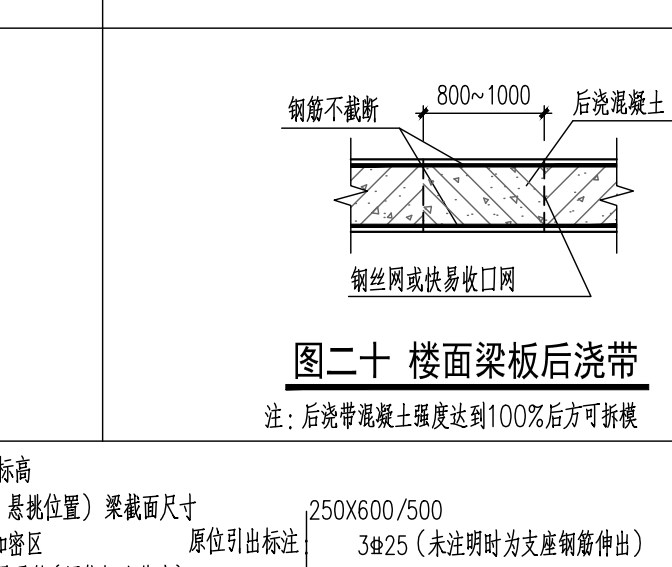 800~1000
钢筋不截断
后浇混凝土
钢丝网或快易收口网
图二十 楼面梁板后浇带
注：后浇带混凝土强度达到100%后方可拆模
标高
悬挑位置）梁截面尺寸
250X600/500
加密区
原位引出标注
3⌽25（未注明时为支座钢筋伸出）